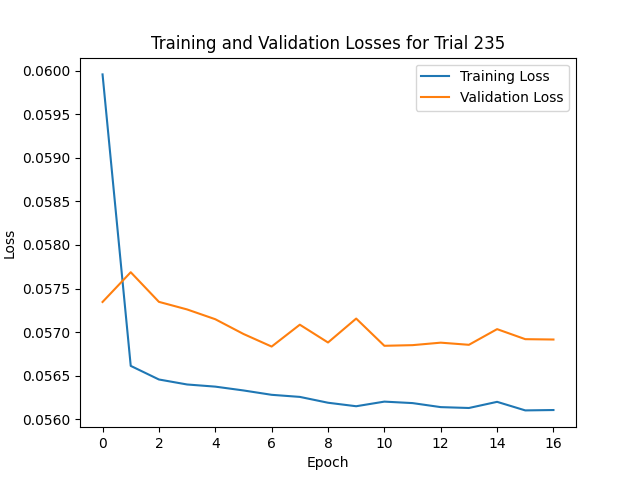 Training and Validation Losses for Trial 235
Training Loss
Validation Loss
0.0600
0.0595
0.0590
0.0585
0.0580
0.0575
0.0570
0.0565
0.0560
Loss
0 2 4 6 8 10 12 14 16
Epoch